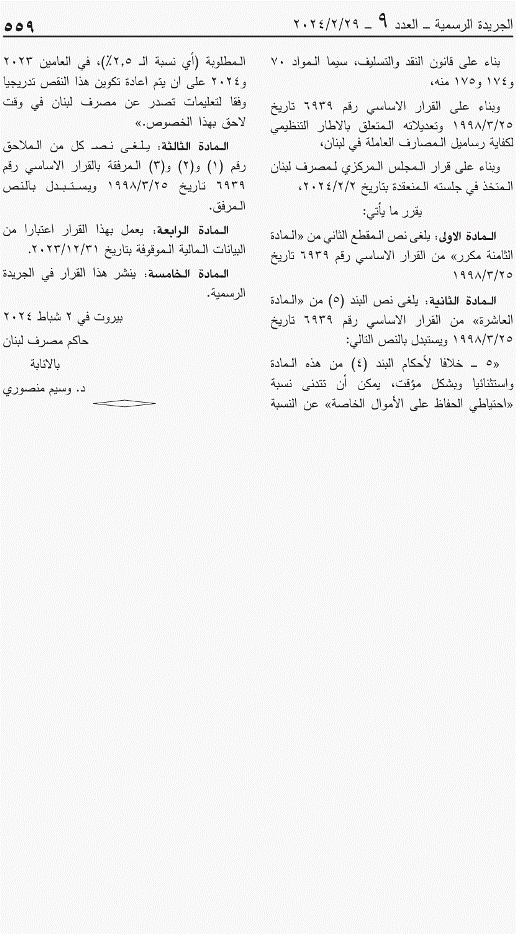 الجريدة الرسمية ـ العدد ٩ ـ ٢٠٢٤/٢/٢٩
٥٥٩
بناء على قانون النقد والتسليف، سيما المواد ٧٠
و١٧٤ و١٧٥ منه،
وبناء على القرار الاساسي رقم ٦٩٣٩ تاريخ
١٩٩٨/٣/٢٥ وتعديلاته المتعلق بالاطار التنظيمي
لكفاية رساميل المصارف العاملة في لبنان،
وبناء على قرار المجلس المركزي لمصرف لبنان
المتخذ في جلسته المنعقدة بتاريخ ٢٠٢٤/٢/٢،
يقرر ما يأتي:
المادة الاولى: يلغى نص المقطع الثاني من «المادة
الثامنة مكرر» من القرار الاساسي رقم ٦٩٣٩ تاريخ
١٩٩٨/٣/٢٥
المادة الثانية: يلغى نص البند (٥) من «المادة
العاشرة» من القرار الاساسي رقم ٦٩٣٩ تاريخ
١٩٩٨/٣/٢٥ ويستبدل بالنص التالي:
«٥ ـ خلافا لأحكام البند (٤) من هذه المادة
واستثنائيا وبشكل مؤقت، يمكن أن تتدنى نسبة
«احتياطي الحفاظ على الأموال الخاصة» عن النسبة
المطلوبة (أي نسبة الـ ٢,٥٪)، في العامين ٢٠٢٣
و٢٠٢٤ على ان يتم اعادة تكوين هذا النقص تدريجيا
وفقا لتعليمات تصدر عن مصرف لبنان في وقت
لاحق بهذا الخصوص.»
المادة الثالثة: يلغى نص كل من الملاحق
رقم (١) و(٢) و(٣) المرفقة بالقرار الاساسي رقم
٦٩٣٩ تاريخ ١٩٩٨/٣/٢٥ ويستبدل بالنص
المرفق.
المادة الرابعة: يعمل بهذا القرار اعتبارا من
البيانات المالية الموقوفة بتاريخ ٢٠٢٣/١٢/٣١.
المادة الخامسة: ينشر هذا القرار في الجريدة
الرسمية.
بيروت في ٢ شباط ٢٠٢٤
حاكم مصرف لبنان
بالانابة
د. وسيم منصوري